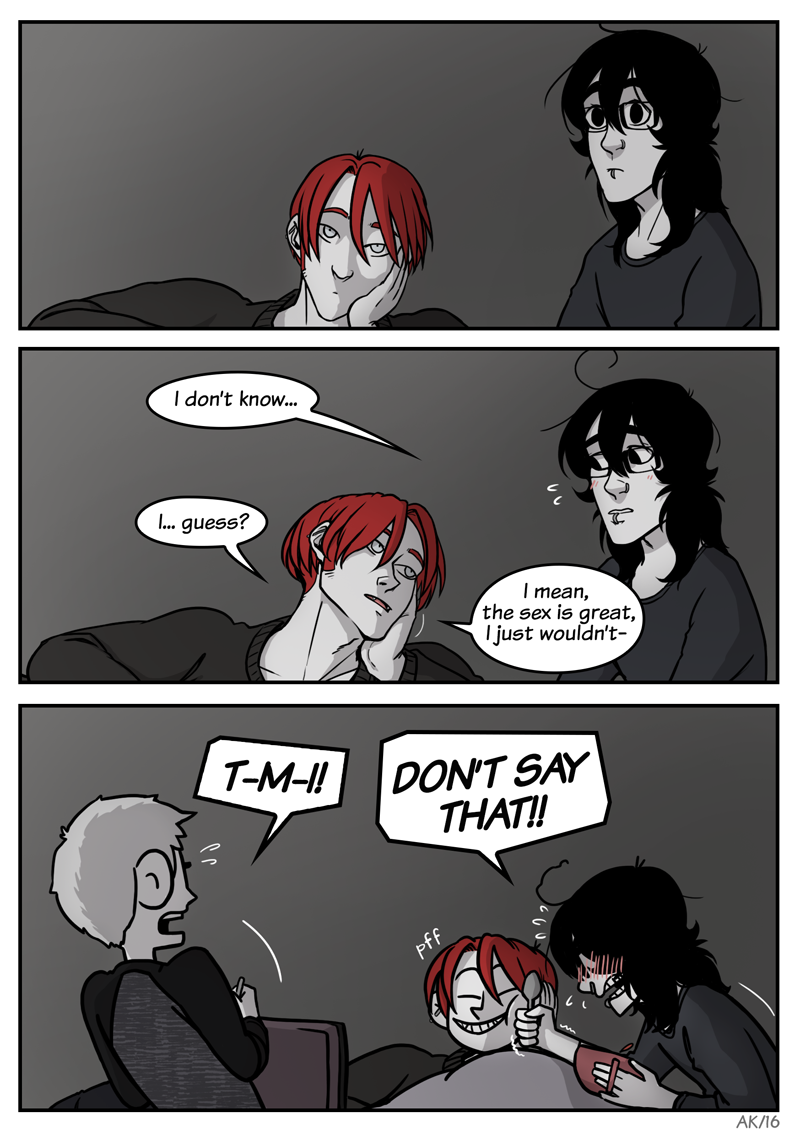 I don't know...
I... guess?
I mean,
the sex is great,
I just wouldn't-
T-M-I!
DON'T SAY
THAT!!
pff
AK/16